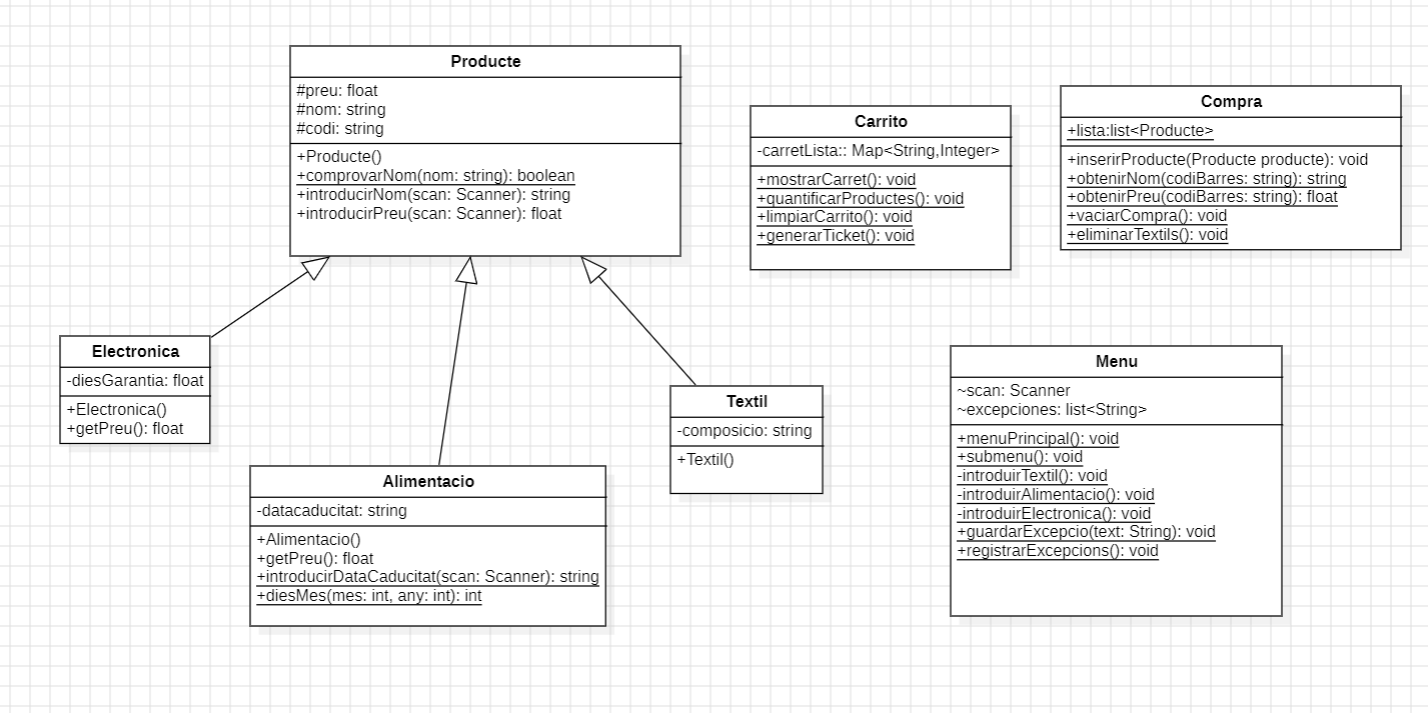 Producte
#preu: float
#nom: string
#codi: string
+Producte()
+comprovarNom(nom: string): boolean
+introducirNom(scan: Scanner): string
+introducirPreu(scan: Scanner): float
Carrito
-carretLista:: Map<String,Integer>
+mostrarCarret(): void
+quantificarProductes(): void
+limpiarCarrito(): void
+generarTicket(): void
Compra
+lista:list<Producte>
+inserirProducte(Producte producte): void
+obtenirNom(codiBarres: string): string
+obtenirPreu(codiBarres: string): float
+vaciarCompra(): void
+eliminarTextils(): void
Electronica
-diesGarantia: float
+Electronica()
+getPreu(): float
Alimentacio
-datacaducitat: string
+Alimentacio()
+getPreu(): float
+introducirDataCaducitat(scan: Scanner): string
+diesMes(mes: int, any: int): int
Textil
-composicio: string
+Textil()
Menu
~scan: Scanner
~excepciones: list<String>
+menuPrincipal(): void
+submenu(): void
-introduirTextil(): void
-introduirAlimentacio(): void
-introduirElectronica(): void
+guardarExcepcio(text: String): void
+registrarExcepcions(): void